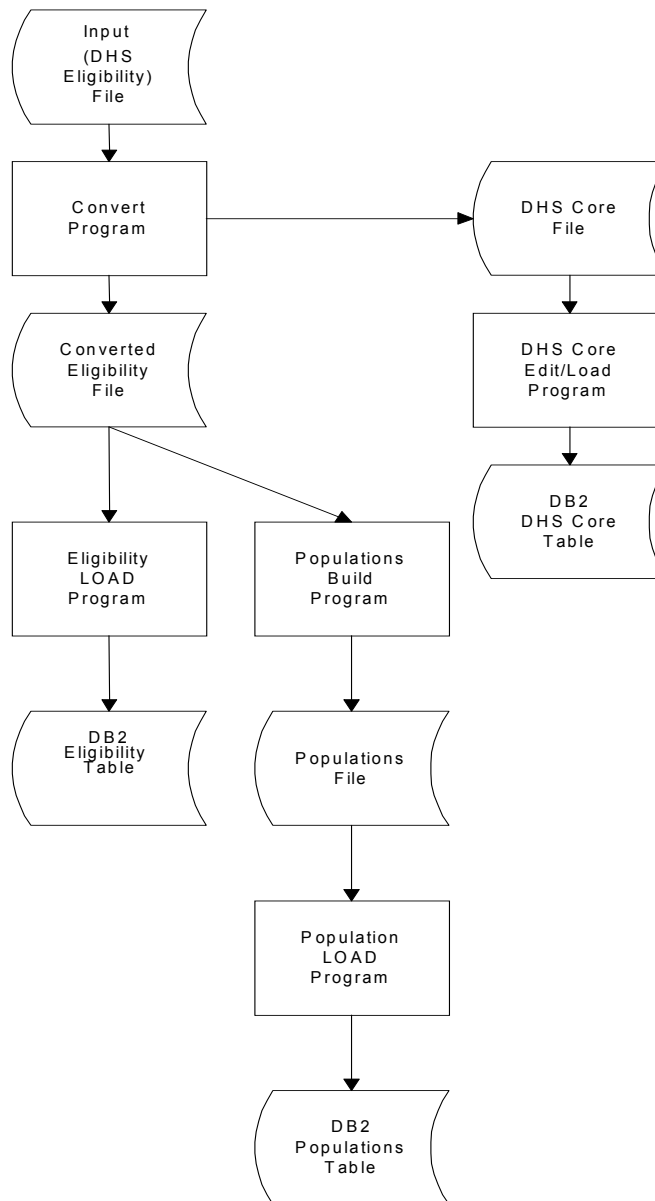 Input
(DHS
Eligibility)
File
Convert
Program
DHS Core
File
Converted
Eligibility
File
DHS Core
Edit/Load
Program
Eligibility
LOAD
Program
Populations
Build
Program
DB2
DHS Core
Table
DB2
Eligibility
Table
Populations
File
Population
LOAD
Program
DB2
Populations
Table